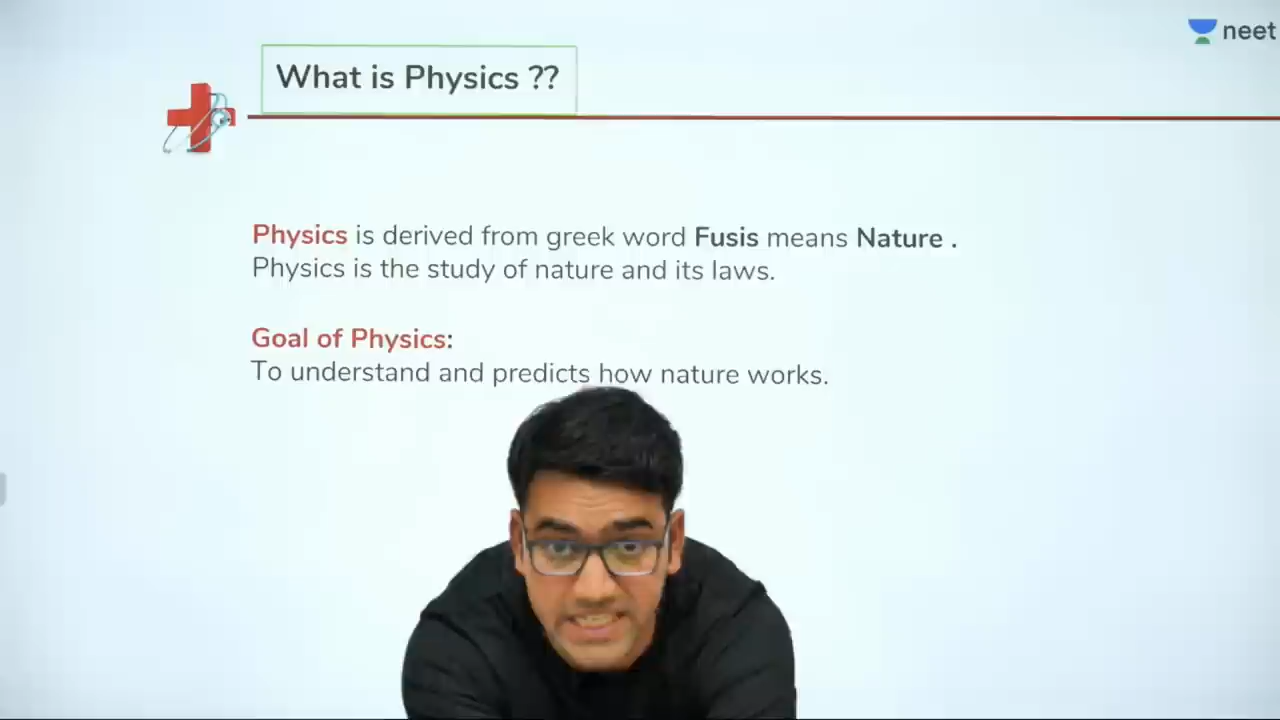 neet
What is Physics ??
Physics is derived from greek word Fusis means Nature .
Physics is the study of nature and its laws.
Goal of Physics:
To understand and predicts how nature works.